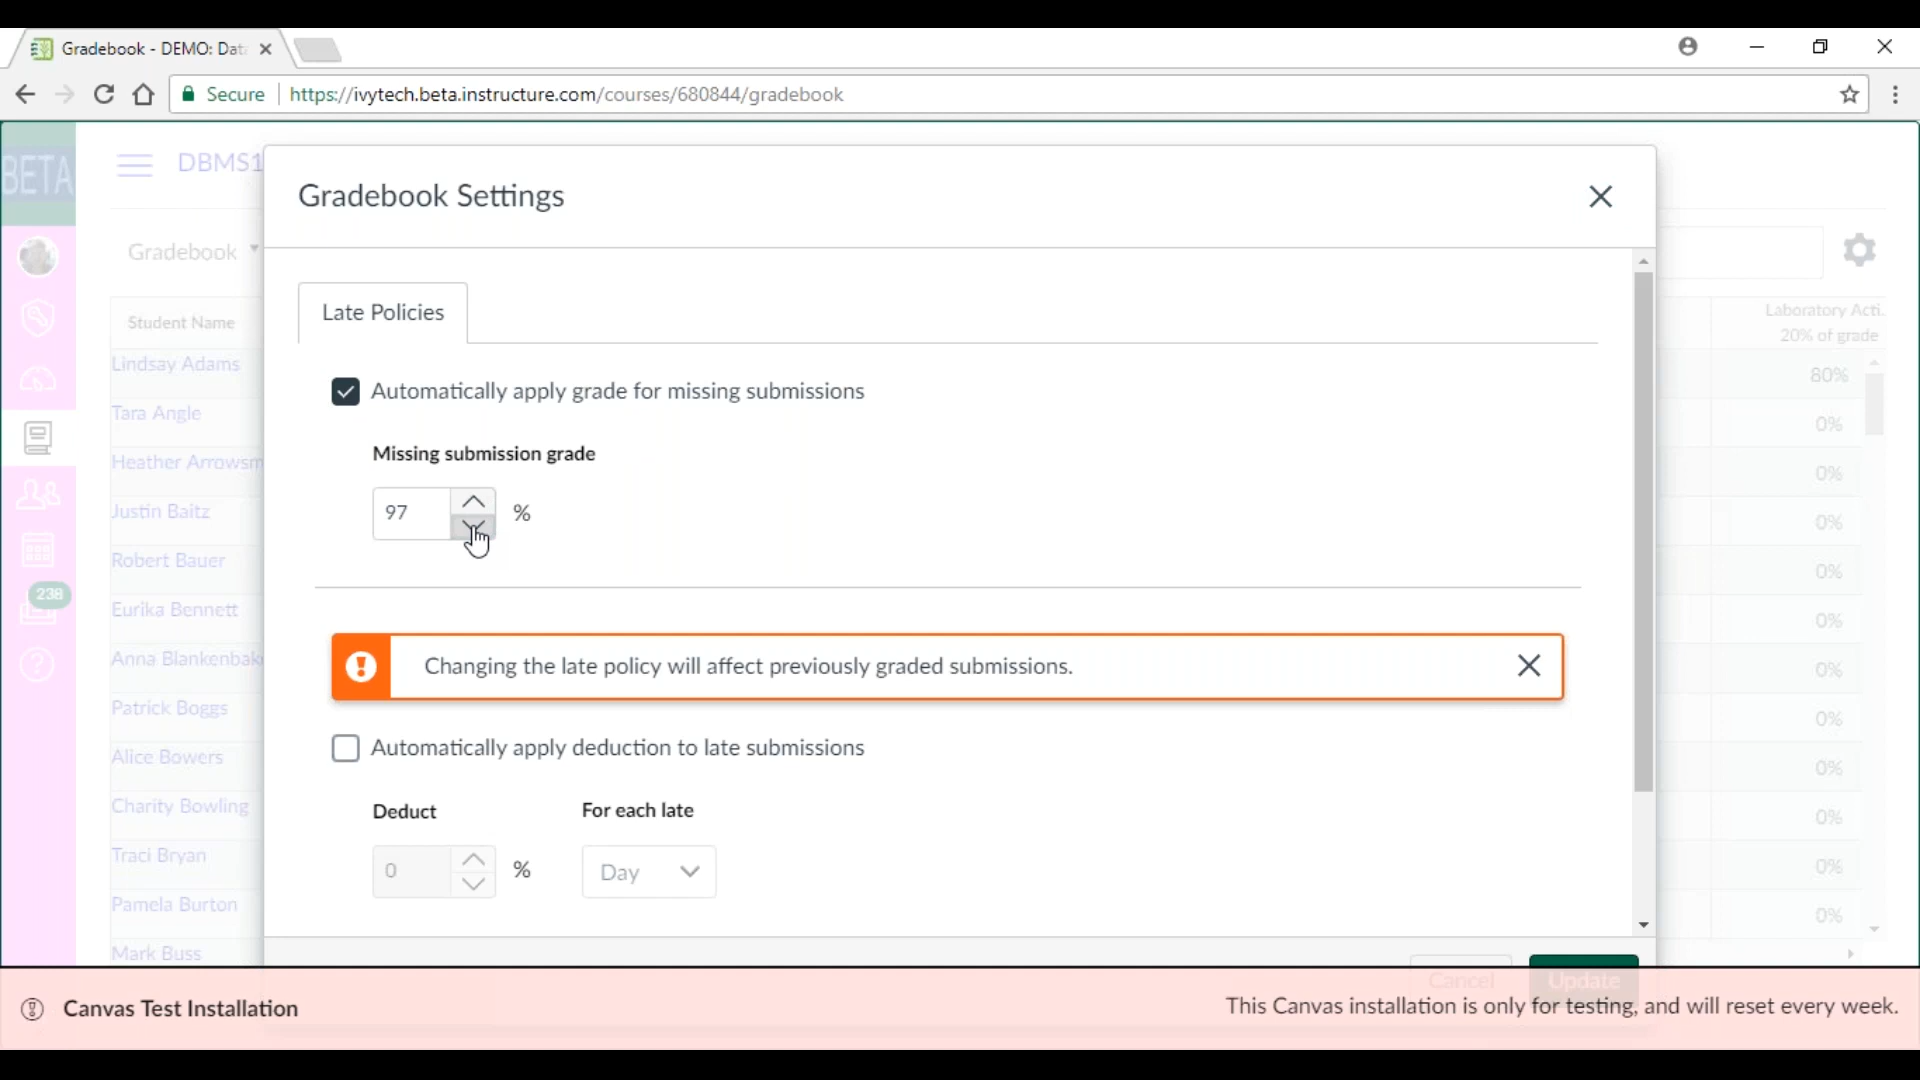 Gradebook - DEMO: Dat
Secure
https://ivytech.beta.instructure.com/courses/680844/gradebook
BETA
DBMS1
Gradebook Settings
Gradebook
Late Policies
Student Name
Laboratory Acti.
20% of grade
Lindsay Adams
80%
Automatically apply grade for missing submissions
Tara Angle
0%
Missing submission grade
Heather Arrowsm
0%
97
%
Justin Baitz
0%
Robert Bauer
0%
238
Eurika Bennett
0%
Changing the late policy will affect previously graded submissions.
Anna Blankenbak
0%
Patrick Boggs
0%
Automatically apply deduction to late submissions
Alice Bowers
0%
Deduct
For each late
Charity Bowling
0%
0
%
Day
Traci Bryan
0%
Pamela Burton
0%
Mark Buss
Cancel
Update
Canvas Test Installation
This Canvas installation is only for testing, and will reset every week.